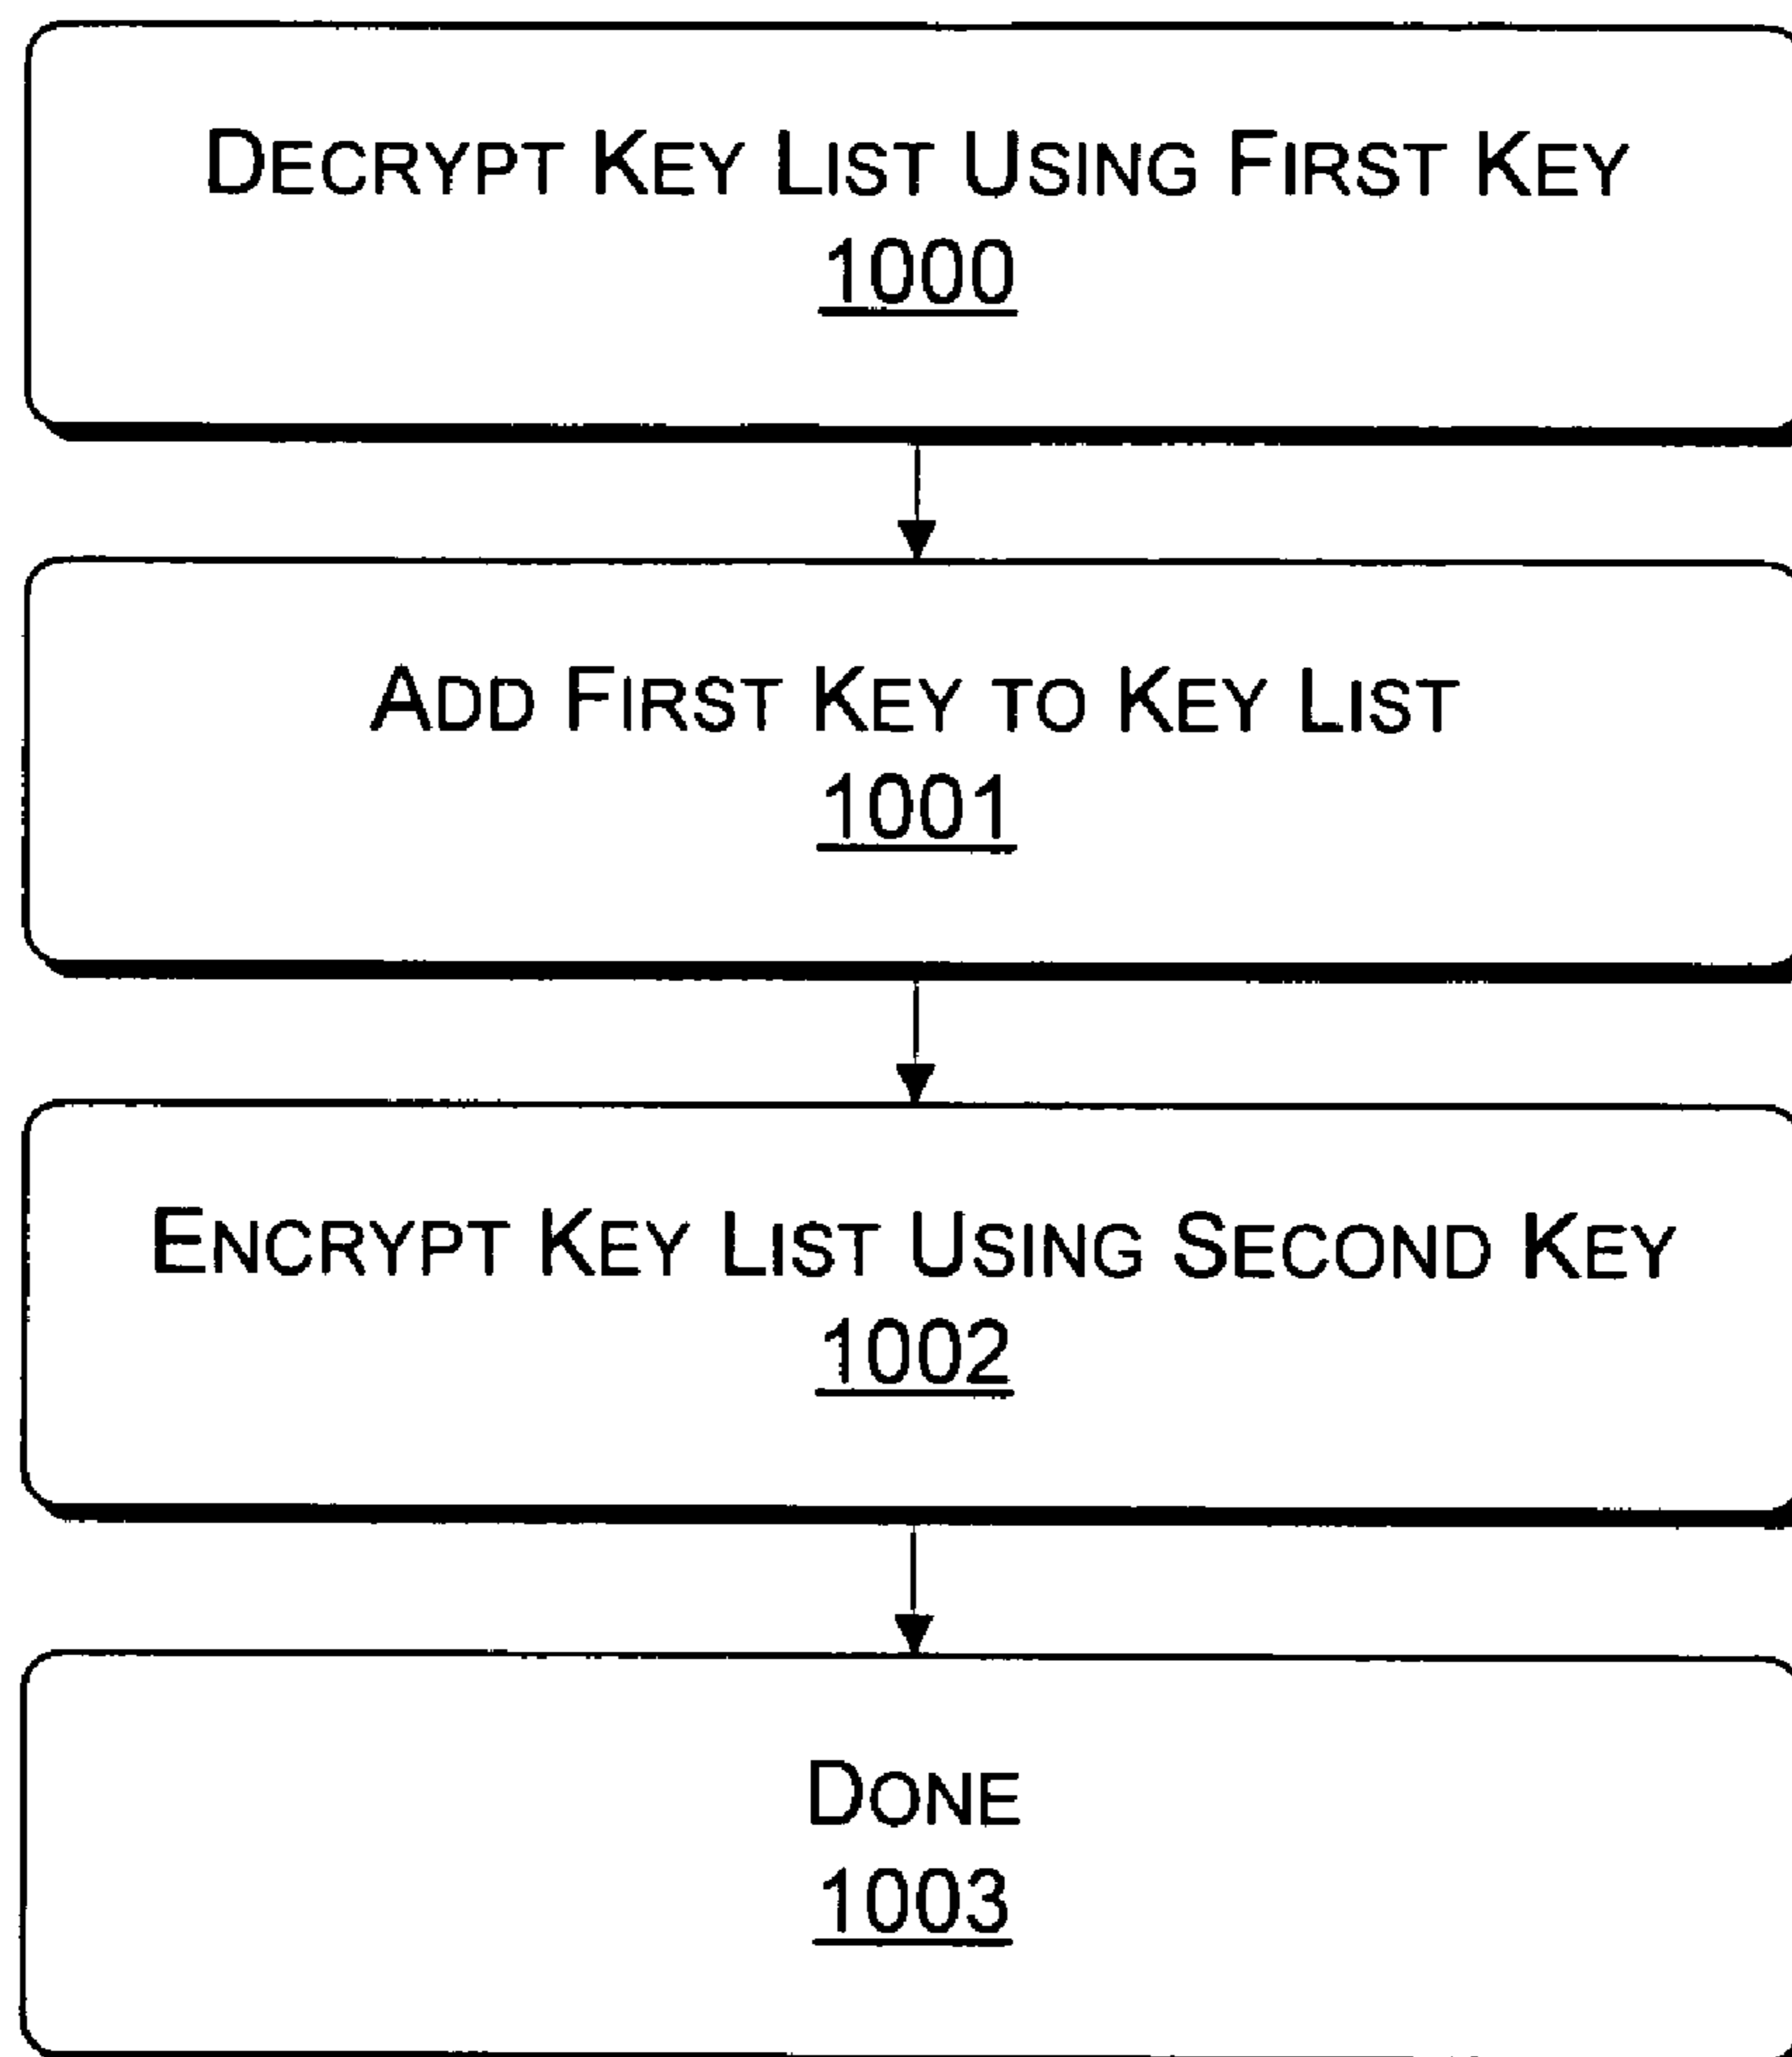 DECRYPT KEY LIST USING FIRST KEY
1000
ADD FIRST KEY TO KEY LIST
1001
ENCRYPT KEY LIST USING SECOND KEY
1002
DONE
1003